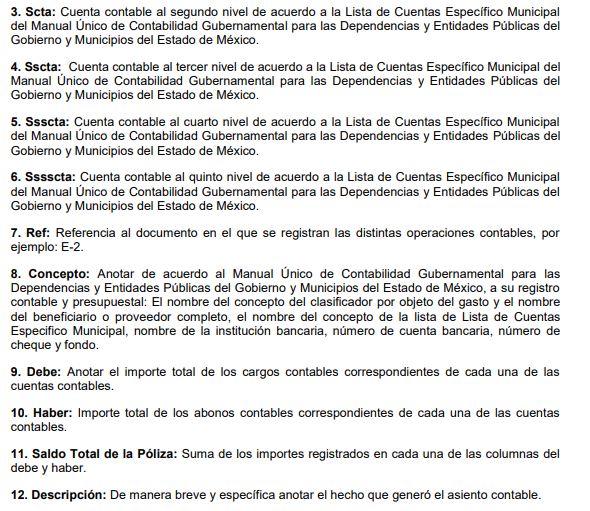 3. Scta: Cuenta contable al segundo nivel de acuerdo a la Lista de Cuentas Específico Municipal
del Manual Único de Contabilidad Gubernamental para las Dependencias y Entidades Públicas del
Gobierno y Municipios del Estado de México.
4. Sscta: Cuenta contable al tercer nivel de acuerdo a la Lista de Cuentas Específico Municipal del
Manual Único de Contabilidad Gubernamental para las Dependencias y Entidades Públicas del
Gobierno y Municipios del Estado de México.
5. Ssscta: Cuenta contable al cuarto nivel de acuerdo a la Lista de Cuentas Específico Municipal
del Manual Único de Contabilidad Gubernamental para las Dependencias y Entidades Públicas del
Gobierno y Municipios del Estado de México.
6. Sssscta: Cuenta contable al quinto nivel de acuerdo a la Lista de Cuentas Específico Municipal
del Manual Único de Contabilidad Gubernamental para las Dependencias y Entidades Públicas del
Gobierno y Municipios del Estado de México.
7. Ref: Referencia al documento en el que se registran las distintas operaciones contables, por
ejemplo: E-2.
8. Concepto: Anotar de acuerdo al Manual Único de Contabilidad Gubernamental para las
Dependencias y Entidades Públicas del Gobierno y Municipios del Estado de México, a su registro
contable y presupuestal: El nombre del concepto del clasificador por objeto del gasto y el nombre
del beneficiario o proveedor completo, el nombre del concepto de la lista de Lista de Cuentas
Especifico Municipal, nombre de la institución bancaria, número de cuenta bancaria, número de
cheque y fondo.
9. Debe: Anotar el importe total de los cargos contables correspondientes de cada una de las
cuentas contables.
10. Haber: Importe total de los abonos contables correspondientes de cada una de las cuentas
contables.
11. Saldo Total de la Póliza: Suma de los importes registrados en cada una de las columnas del
debe y haber.
12. Descripción: De manera breve y específica anotar el hecho que generó el asiento contable.